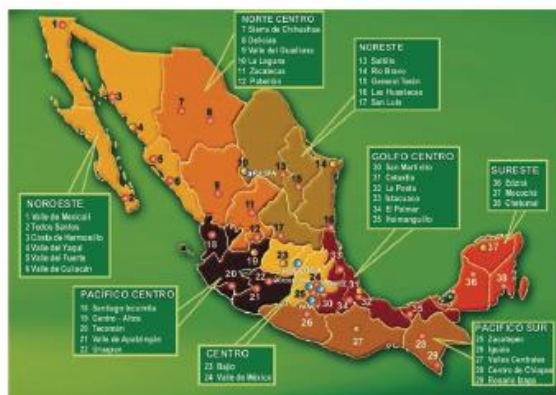 NORTE CENTRO
7 Sierra de Chihuahua
8 Delicias
9 Valle del Guadiana
10 La Laguna
11 Zacatecas
12 Pabellón
NORESTE
13 Saltillo
14 Río Bravo
15 General Terán
16 Las Huastecas
17 San Luis
GOLFO CENTRO
30 San Martinito
31 Cotaxtla
32 La Posta
33 Ixtacuaco
34 El Palmar
35 Huimanguillo
SURESTE
36 Edzná
37 Mocochá
38 Chetumal
NOROESTE
1 Valle de Mexicali
2 Todos Santos
3 Costa de Hermosillo
4 Valle del Yaqui
5 Valle del Fuerte
6 Valle de Culiacán
PACÍFICO CENTRO
18 Santiago Ixcuintla
19 Centro - Altos
20 Tecomán
21 Valle de Apatzingán
22 Uruapan
CENTRO
23 Bajío
24 Valle de México
PACIFICO SUR
25 Zacatepec
26 Iguala
27 Valles Centrales
28 Centro de Chiapas
29 Rosario Izapa